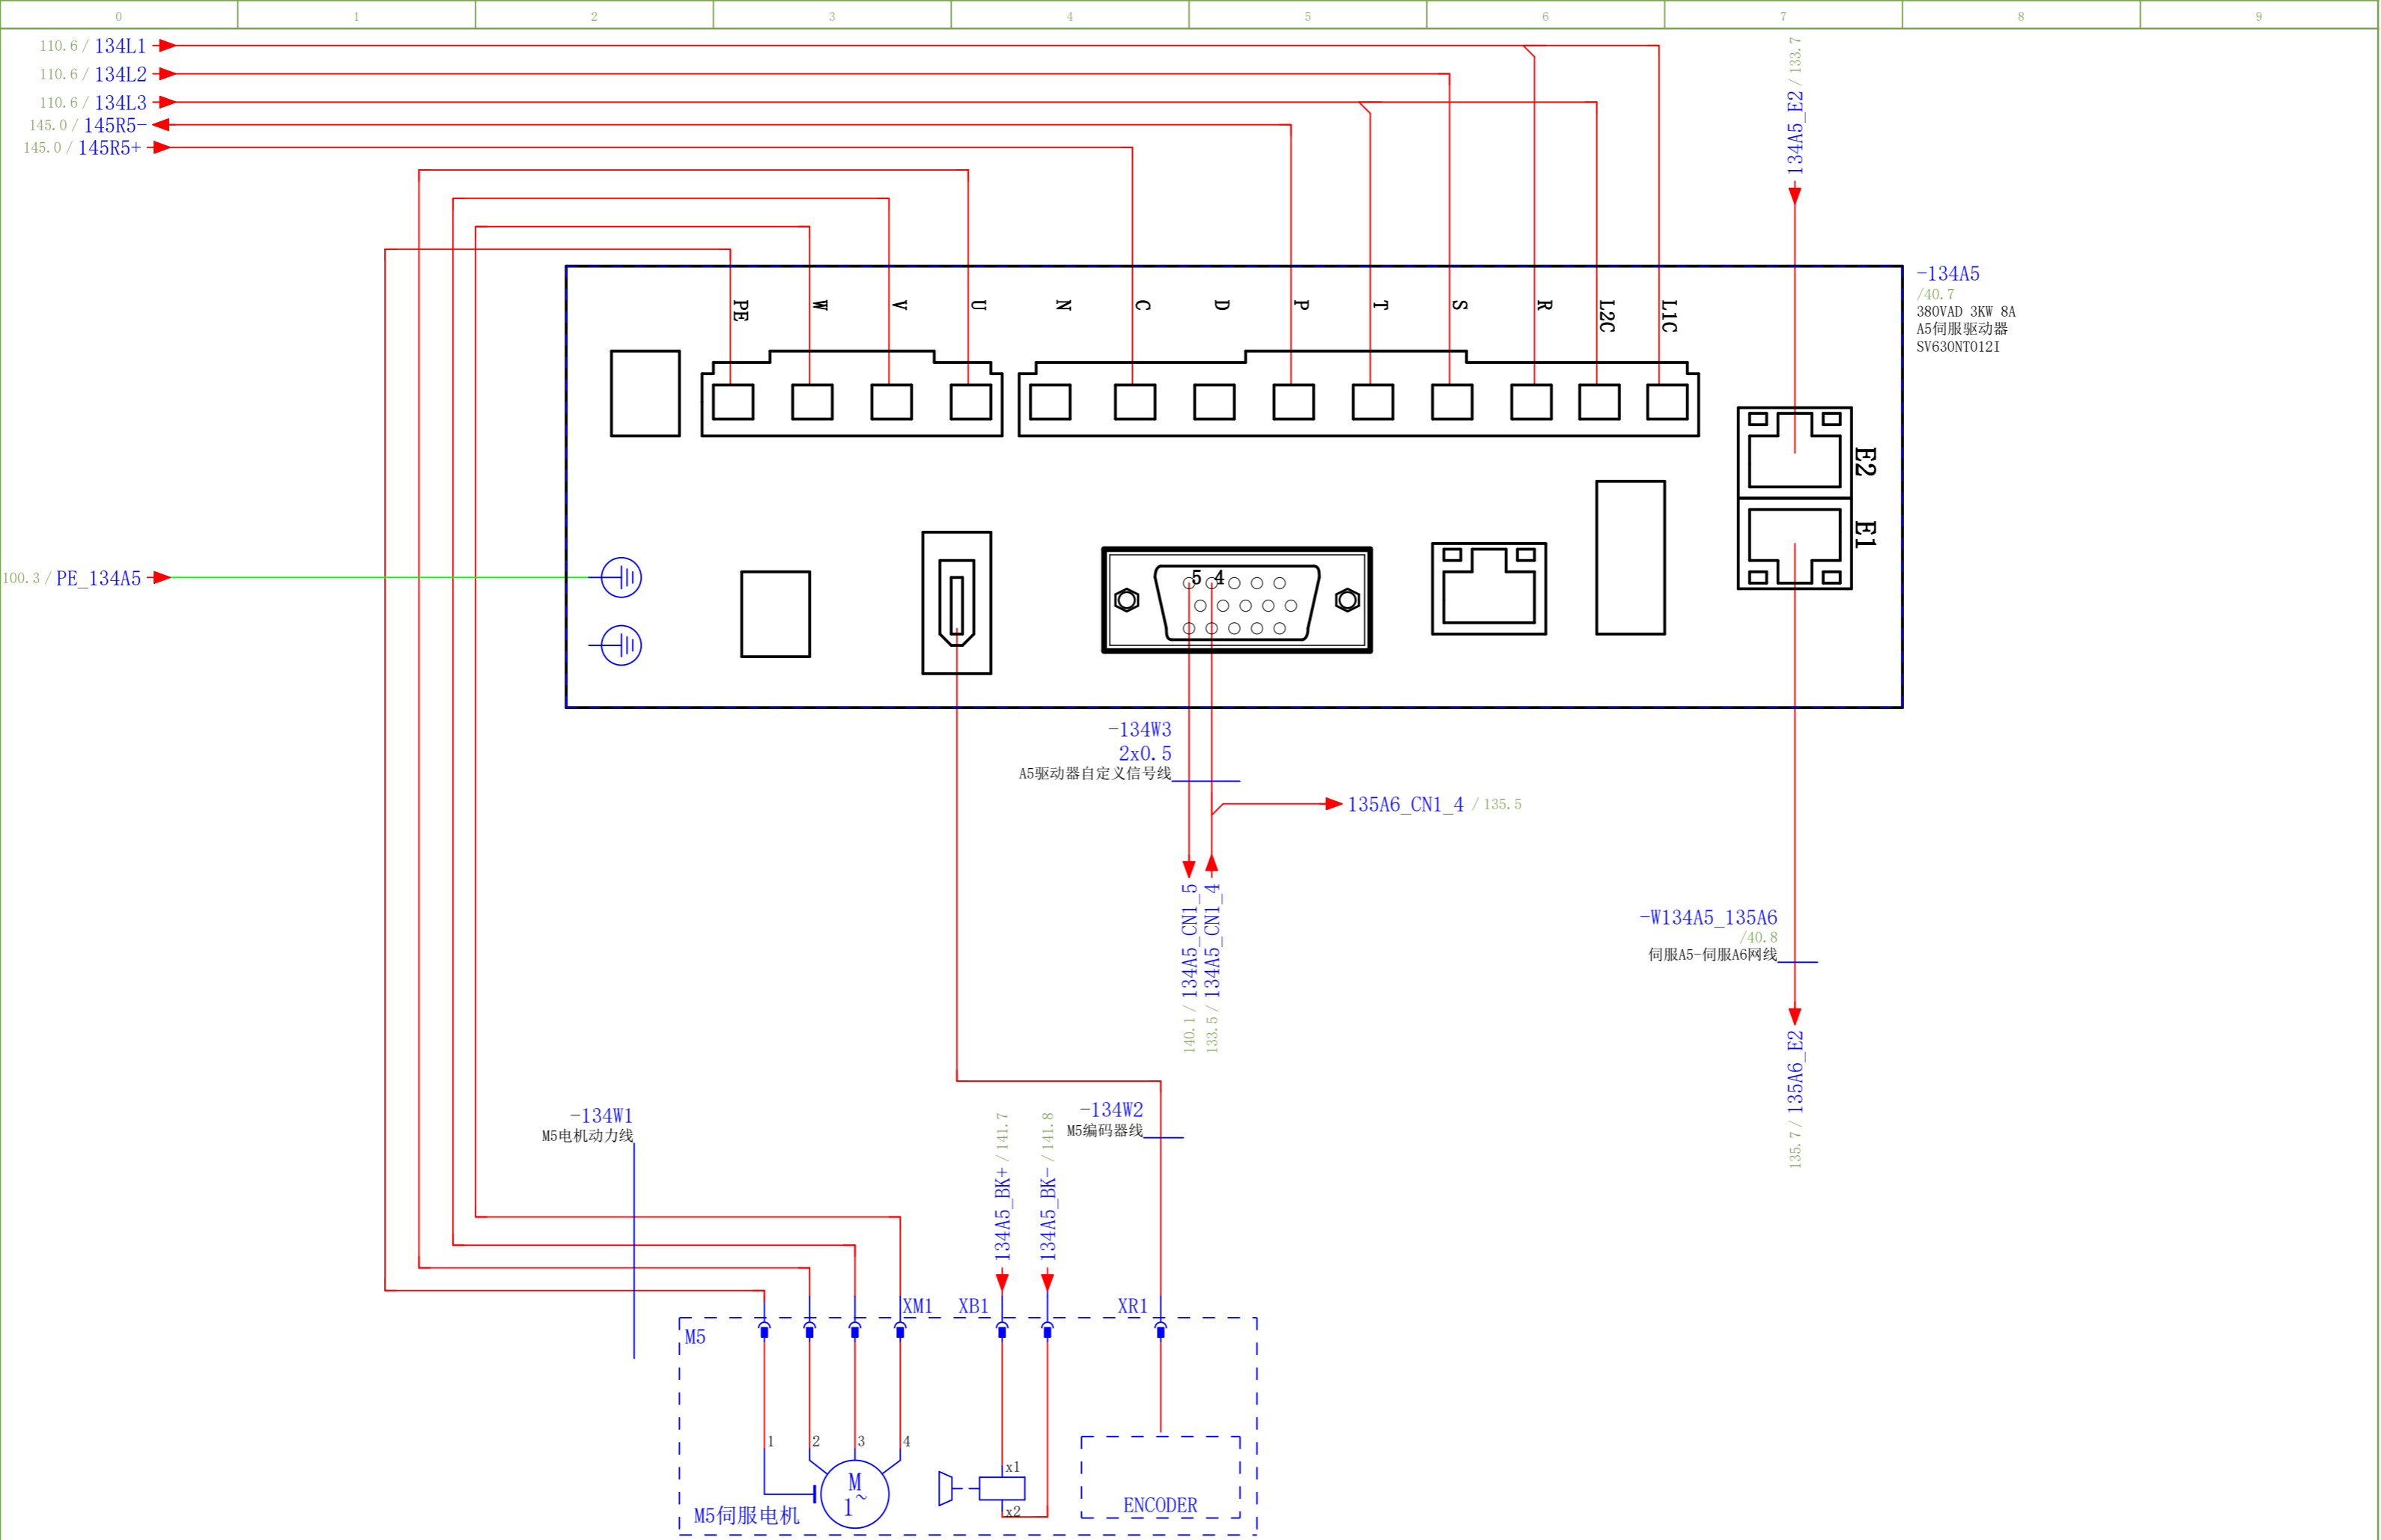 0 1 2 3 4 5 6 7 8 9
110.6 / 134L1
110.6 / 134L2
110.6 / 134L3
145.0 / 145R5-
145.0 / 145R5+
134A5_E2 / 133.7
-134A5
/40.7
380VAD 3KW 8A
A5伺服驱动器
SV630NT012I
PE W V U N C D P T S R L2C L1C
E2
E1
100.3 / PE_134A5
5 4
-134W3
2x0.5
A5驱动器自定义信号线
135A6_CN1_4 / 135.5
140.1 / 134A5_CN1_5
133.5 / 134A5_CN1_4
-W134A5_135A6
/40.8
伺服A5-伺服A6网线
135.7 / 135A6_E2
-134W1
M5电机动力线
134A5_BK+ / 141.7
134A5_BK- / 141.8
-134W2
M5编码器线
XM1 XB1 XR1
M5
1 2 3 4
M
1~
x1
x2
ENCODER
M5伺服电机